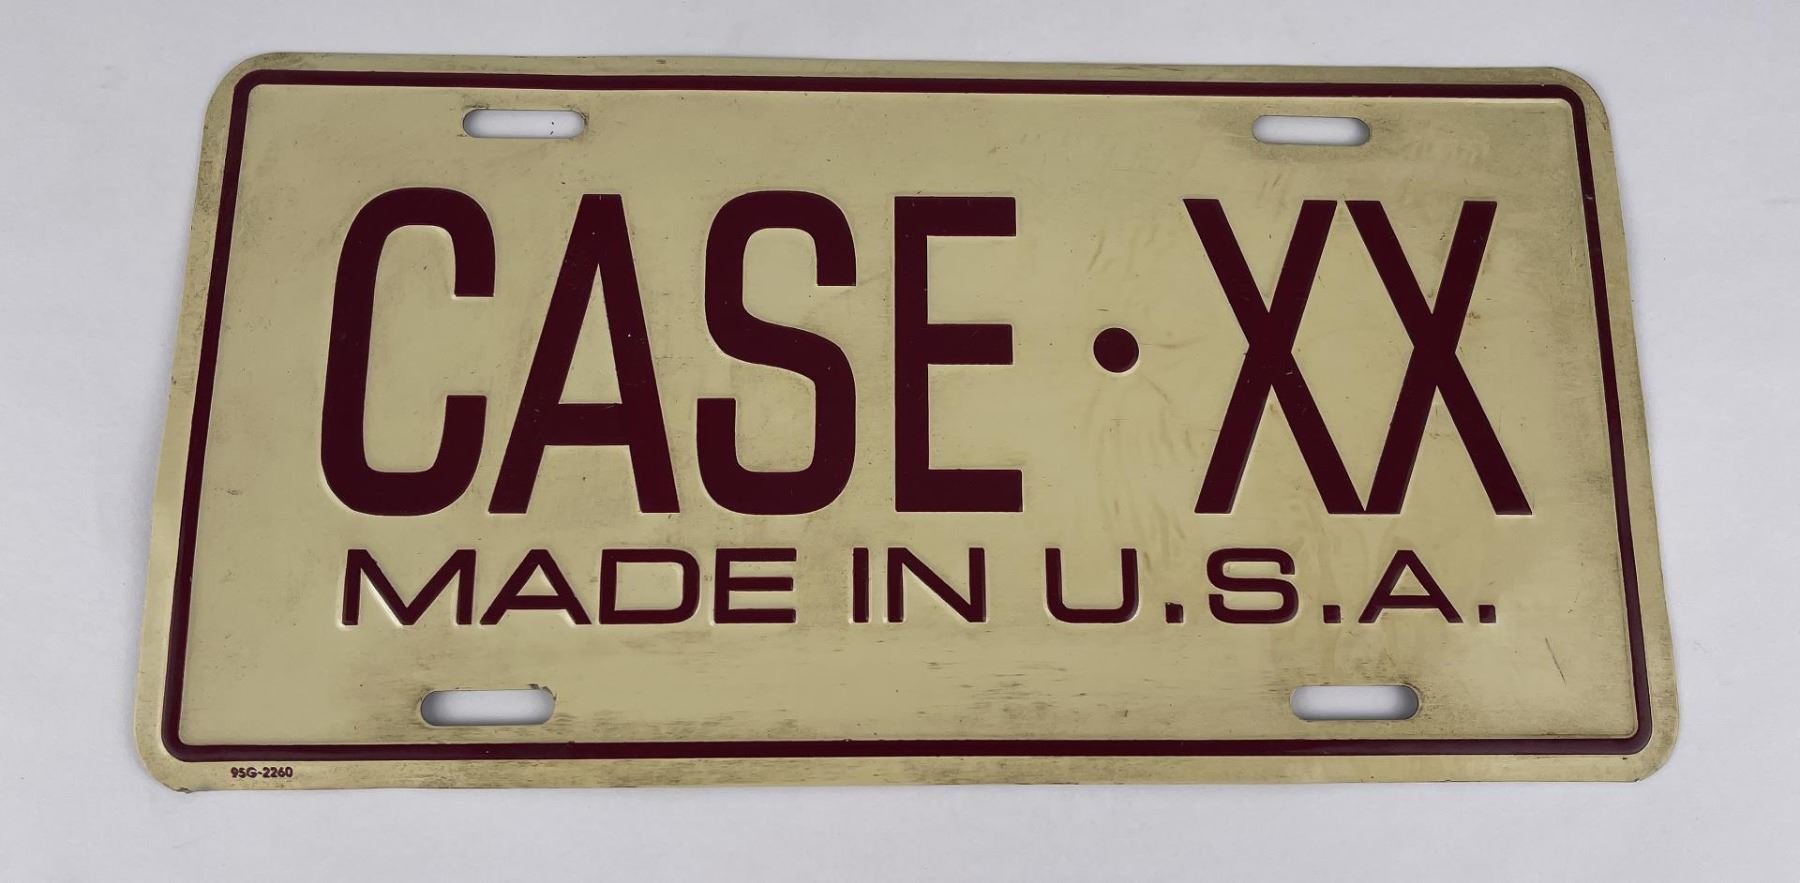 CASE · XX
MADE IN U.S.A.
95G-2260